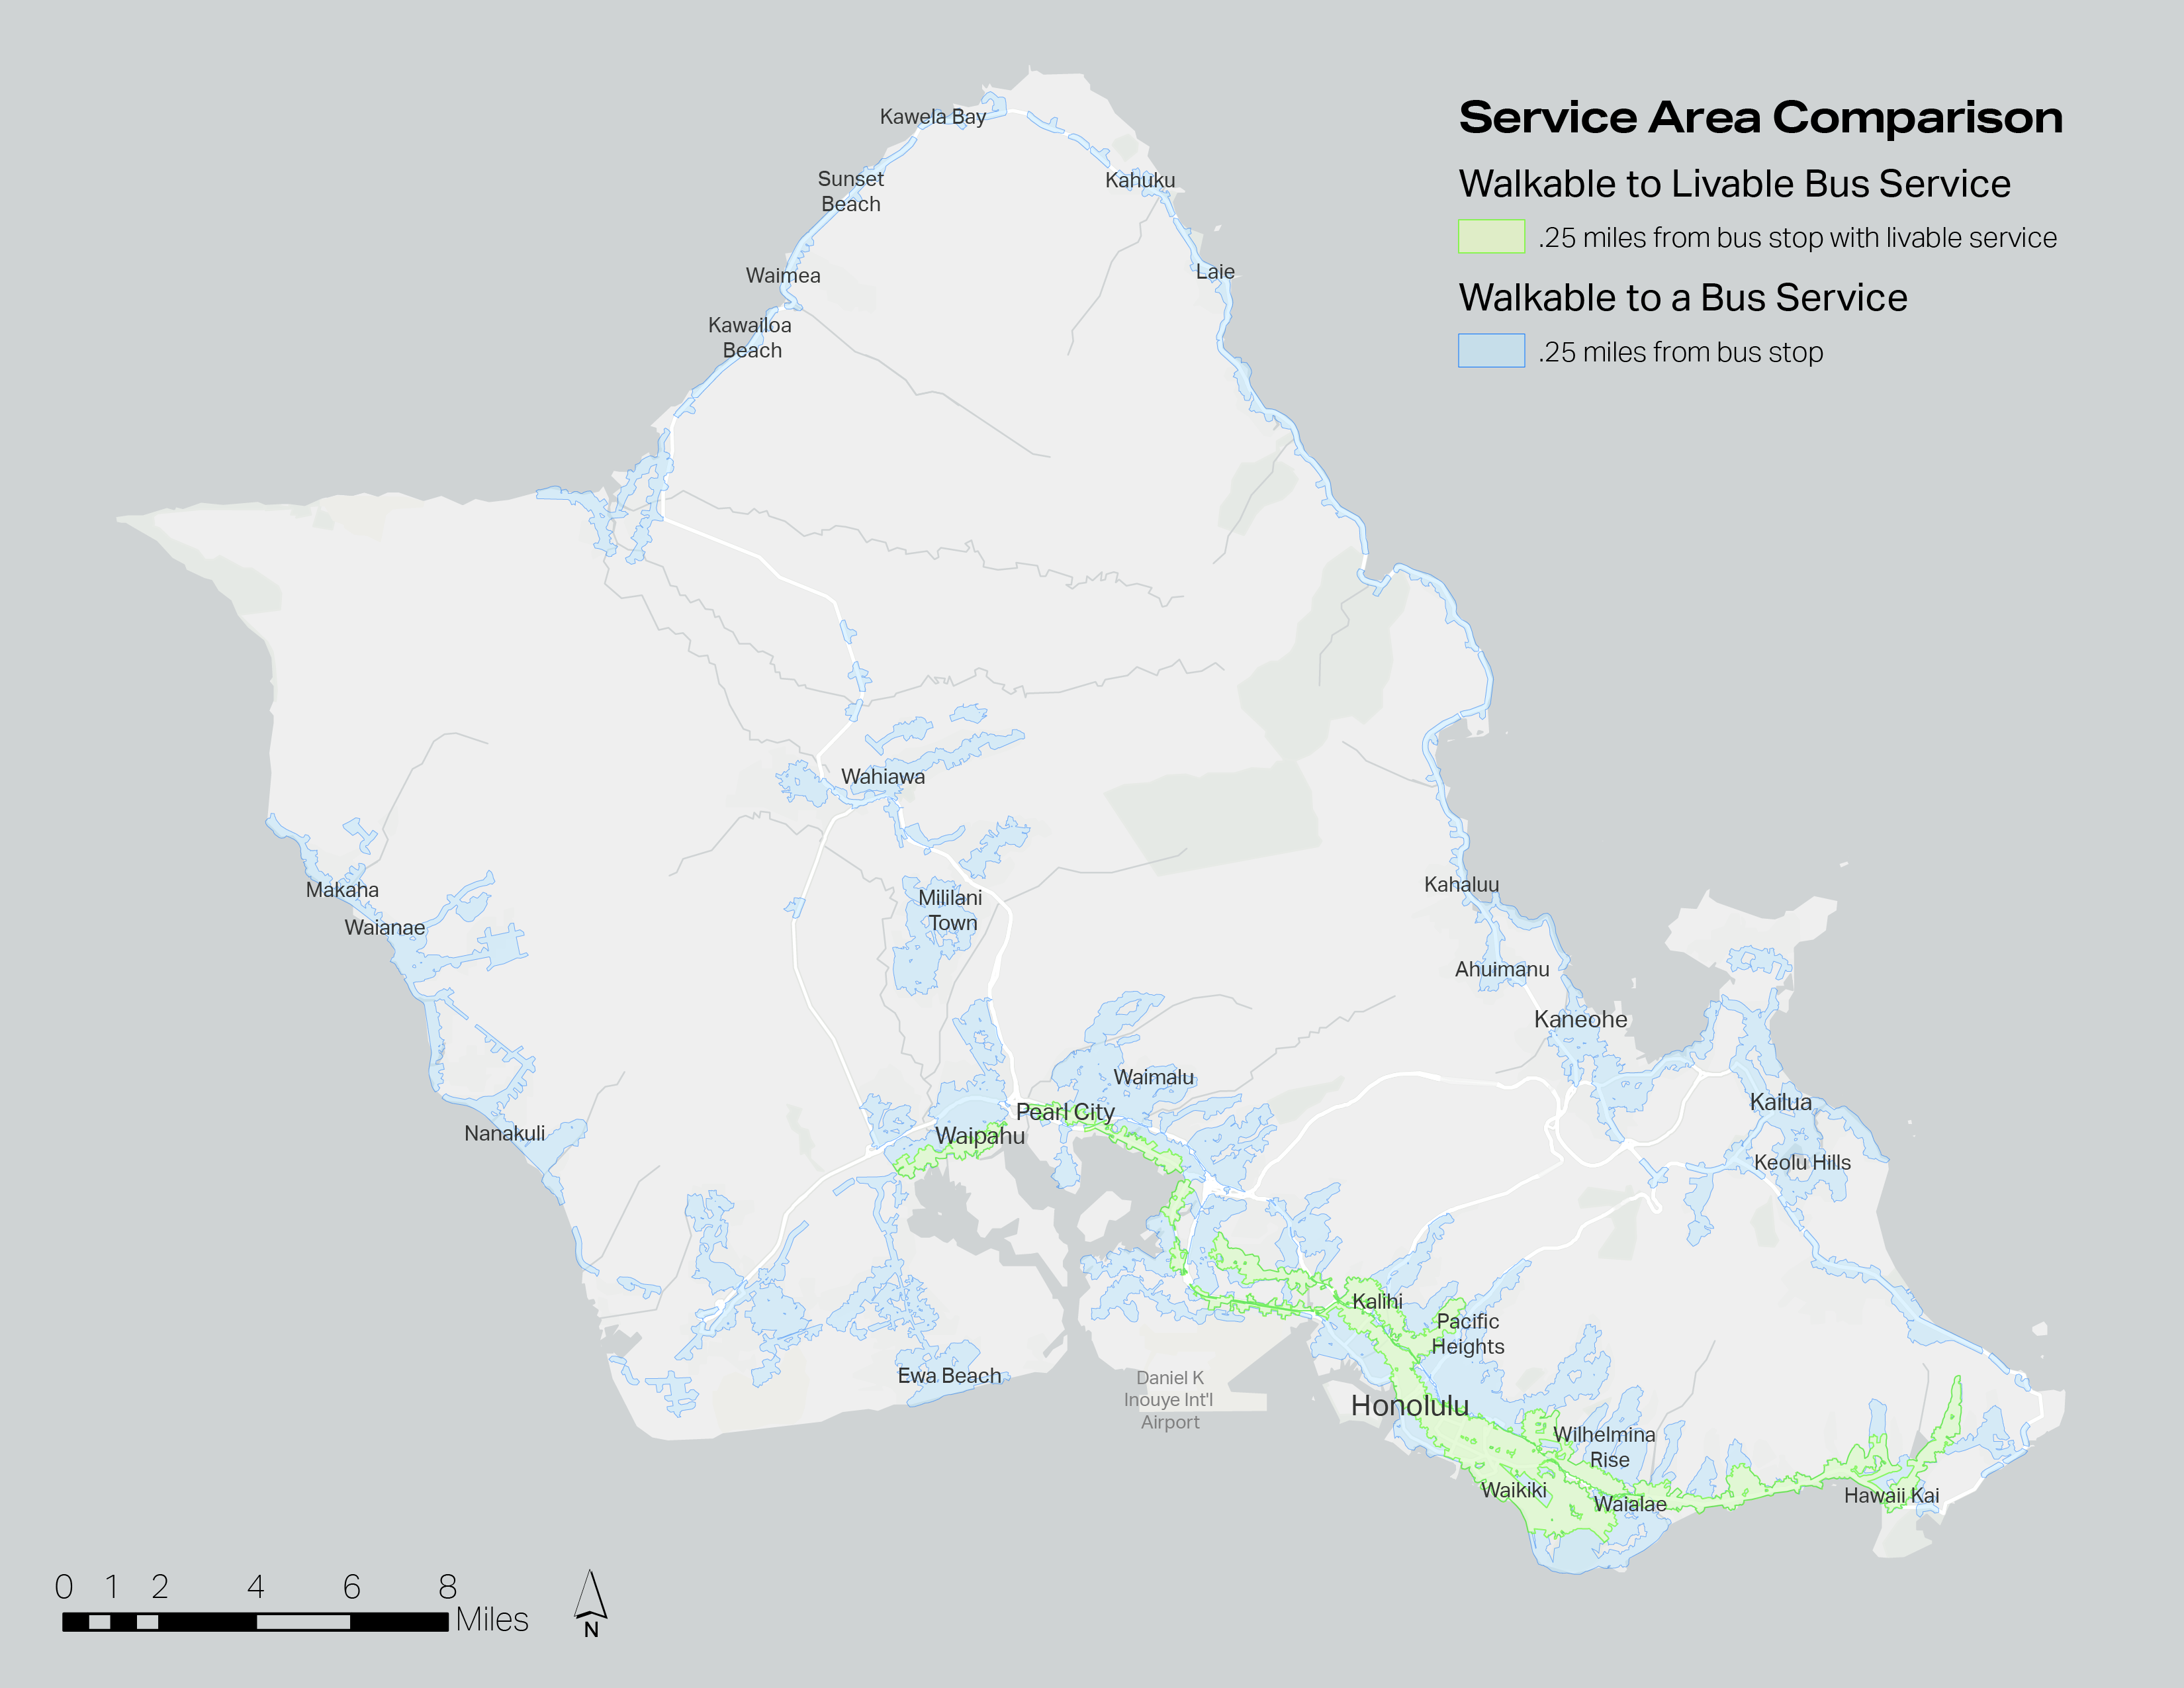 Service Area Comparison
Walkable to Livable Bus Service
.25 miles from bus stop with livable service
Walkable to a Bus Service
.25 miles from bus stop
Kawela Bay
Sunset
Beach
Kahuku
Waimea
Laie
Kawailoa
Beach
Wahiawa
Makaha
Waianae
Mililani
Town
Kahaluu
Ahuimanu
Kaneohe
Waimalu
Pearl City
Waipahu
Nanakuli
Kailua
Keolu Hills
Kalihi
Pacific
Heights
Ewa Beach
Daniel K
Inouye Int'l
Airport
Honolulu
Wilhelmina
Rise
Waikiki
Waialae
Hawaii Kai
0 1 2 4 6 8
Miles
N